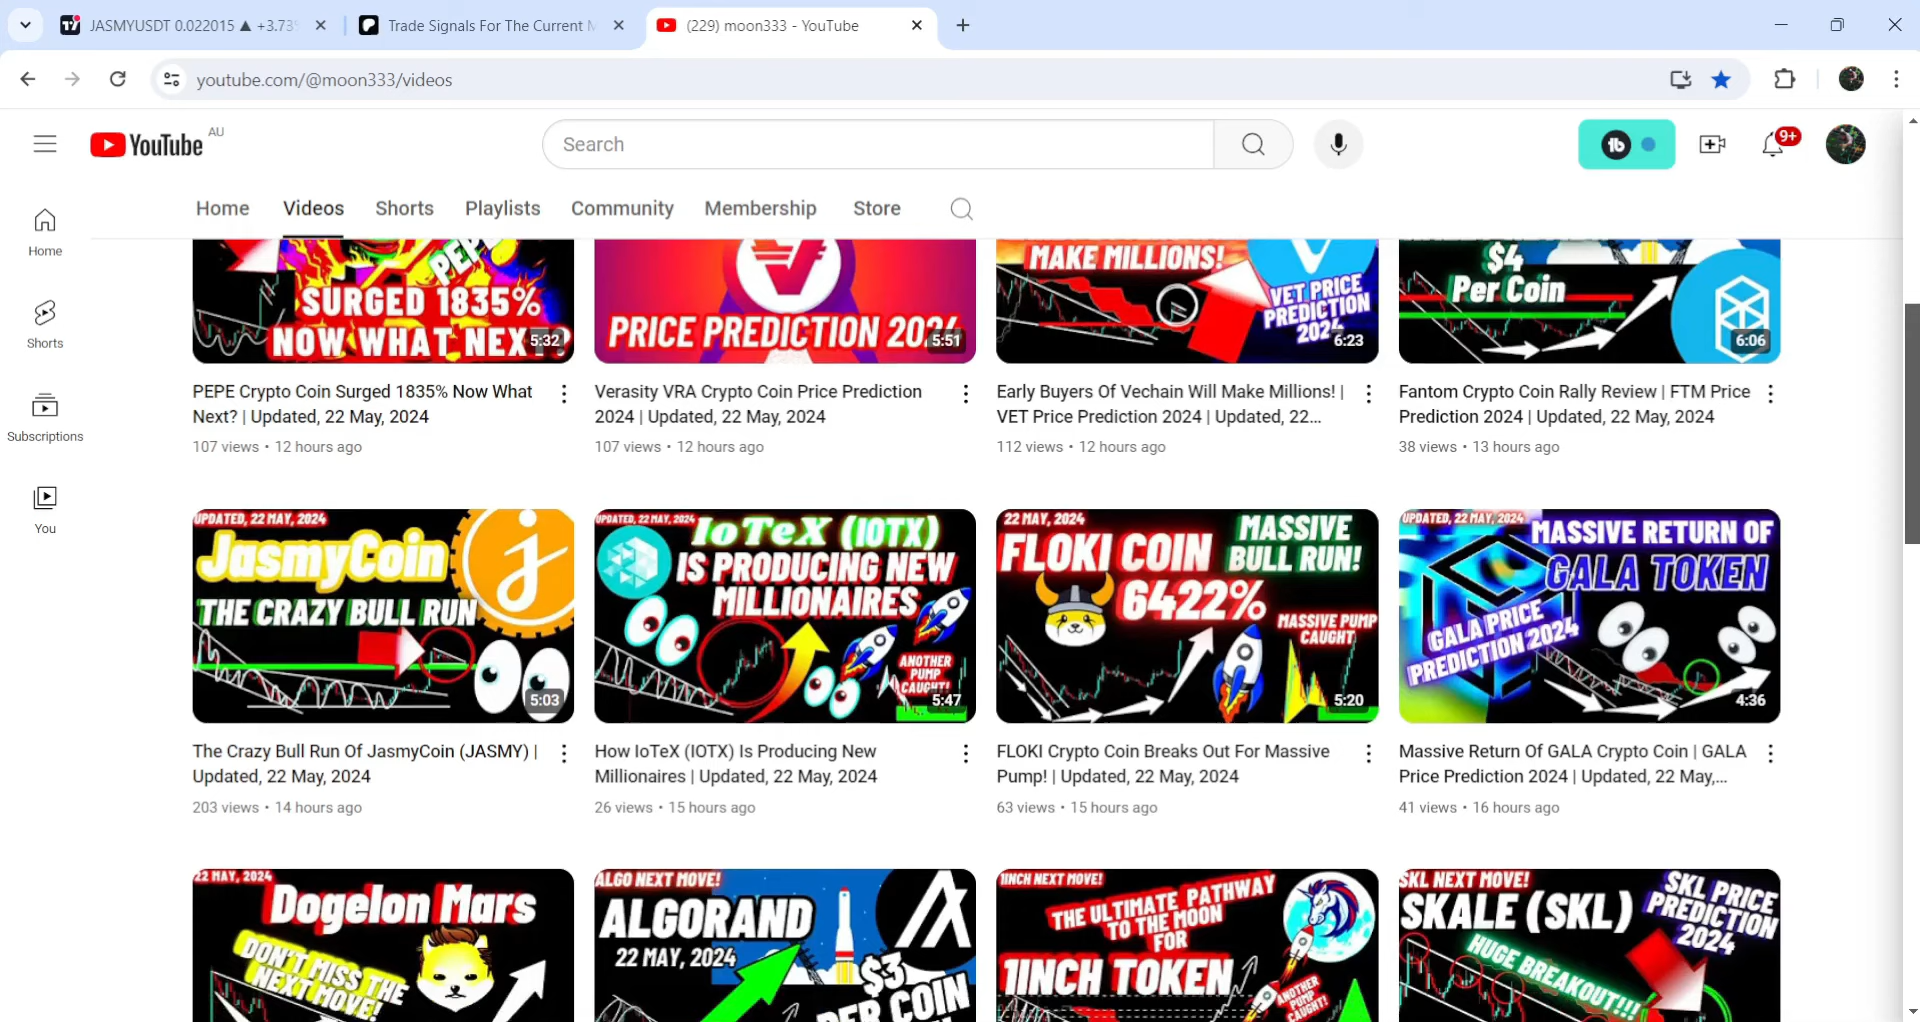 JASMYUSDT 0.022015 ▲ +3.73%
Trade Signals For The Current M
(229) moon333 - YouTube
youtube.com/@moon333/videos
YouTube AU
Search
9+
Home
Videos
Shorts
Playlists
Community
Membership
Store
Home
Shorts
Subscriptions
You
PEPE
SURGED 1835%
NOW WHAT NEX
5:32
PRICE PREDICTION 2024
5:51
MAKE MILLIONS!
VET PRICE
PREDICTION
2024
6:23
$4
Per Coin
6:06
PEPE Crypto Coin Surged 1835% Now What
Next? | Updated, 22 May, 2024
107 views • 12 hours ago
Verasity VRA Crypto Coin Price Prediction
2024 | Updated, 22 May, 2024
107 views • 12 hours ago
Early Buyers Of Vechain Will Make Millions! |
VET Price Prediction 2024 | Updated, 22...
112 views • 12 hours ago
Fantom Crypto Coin Rally Review | FTM Price
Prediction 2024 | Updated, 22 May, 2024
38 views • 13 hours ago
UPDATED, 22 MAY, 2024
JasmyCoin
THE CRAZY BULL RUN
5:03
UPDATED, 22 MAY, 2024
IoTeX (IOTX)
IS PRODUCING NEW
MILLIONAIRES
ANOTHER
PUMP
CAUGHT!
5:47
22 MAY, 2024
FLOKI COIN
MASSIVE
BULL RUN!
6422%
MASSIVE PUMP
CAUGHT
5:20
UPDATED, 22 MAY, 2024
MASSIVE RETURN OF
GALA TOKEN
GALA PRICE
PREDICTION 2024
4:36
The Crazy Bull Run Of JasmyCoin (JASMY) |
Updated, 22 May, 2024
203 views • 14 hours ago
How IoTeX (IOTX) Is Producing New
Millionaires | Updated, 22 May, 2024
26 views • 15 hours ago
FLOKI Crypto Coin Breaks Out For Massive
Pump! | Updated, 22 May, 2024
63 views • 15 hours ago
Massive Return Of GALA Crypto Coin | GALA
Price Prediction 2024 | Updated, 22 May,...
41 views • 16 hours ago
22 MAY, 2024
Dogelon Mars
DON'T MISS THE
NEXT MOVE!
ALGO NEXT MOVE!
ALGORAND
22 MAY, 2024
$3
PER COIN
1INCH NEXT MOVE!
THE ULTIMATE PATHWAY
TO THE MOON
FOR
1INCH TOKEN
ANOTHER
PUMP
CAUGHT!
SKL NEXT MOVE!
SKALE (SKL)
SKL PRICE
PREDICTION
2024
HUGE BREAKOUT!!!